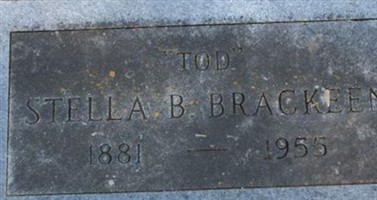 "TOD"
STELLA B BRACKEEN
1881 — 1955